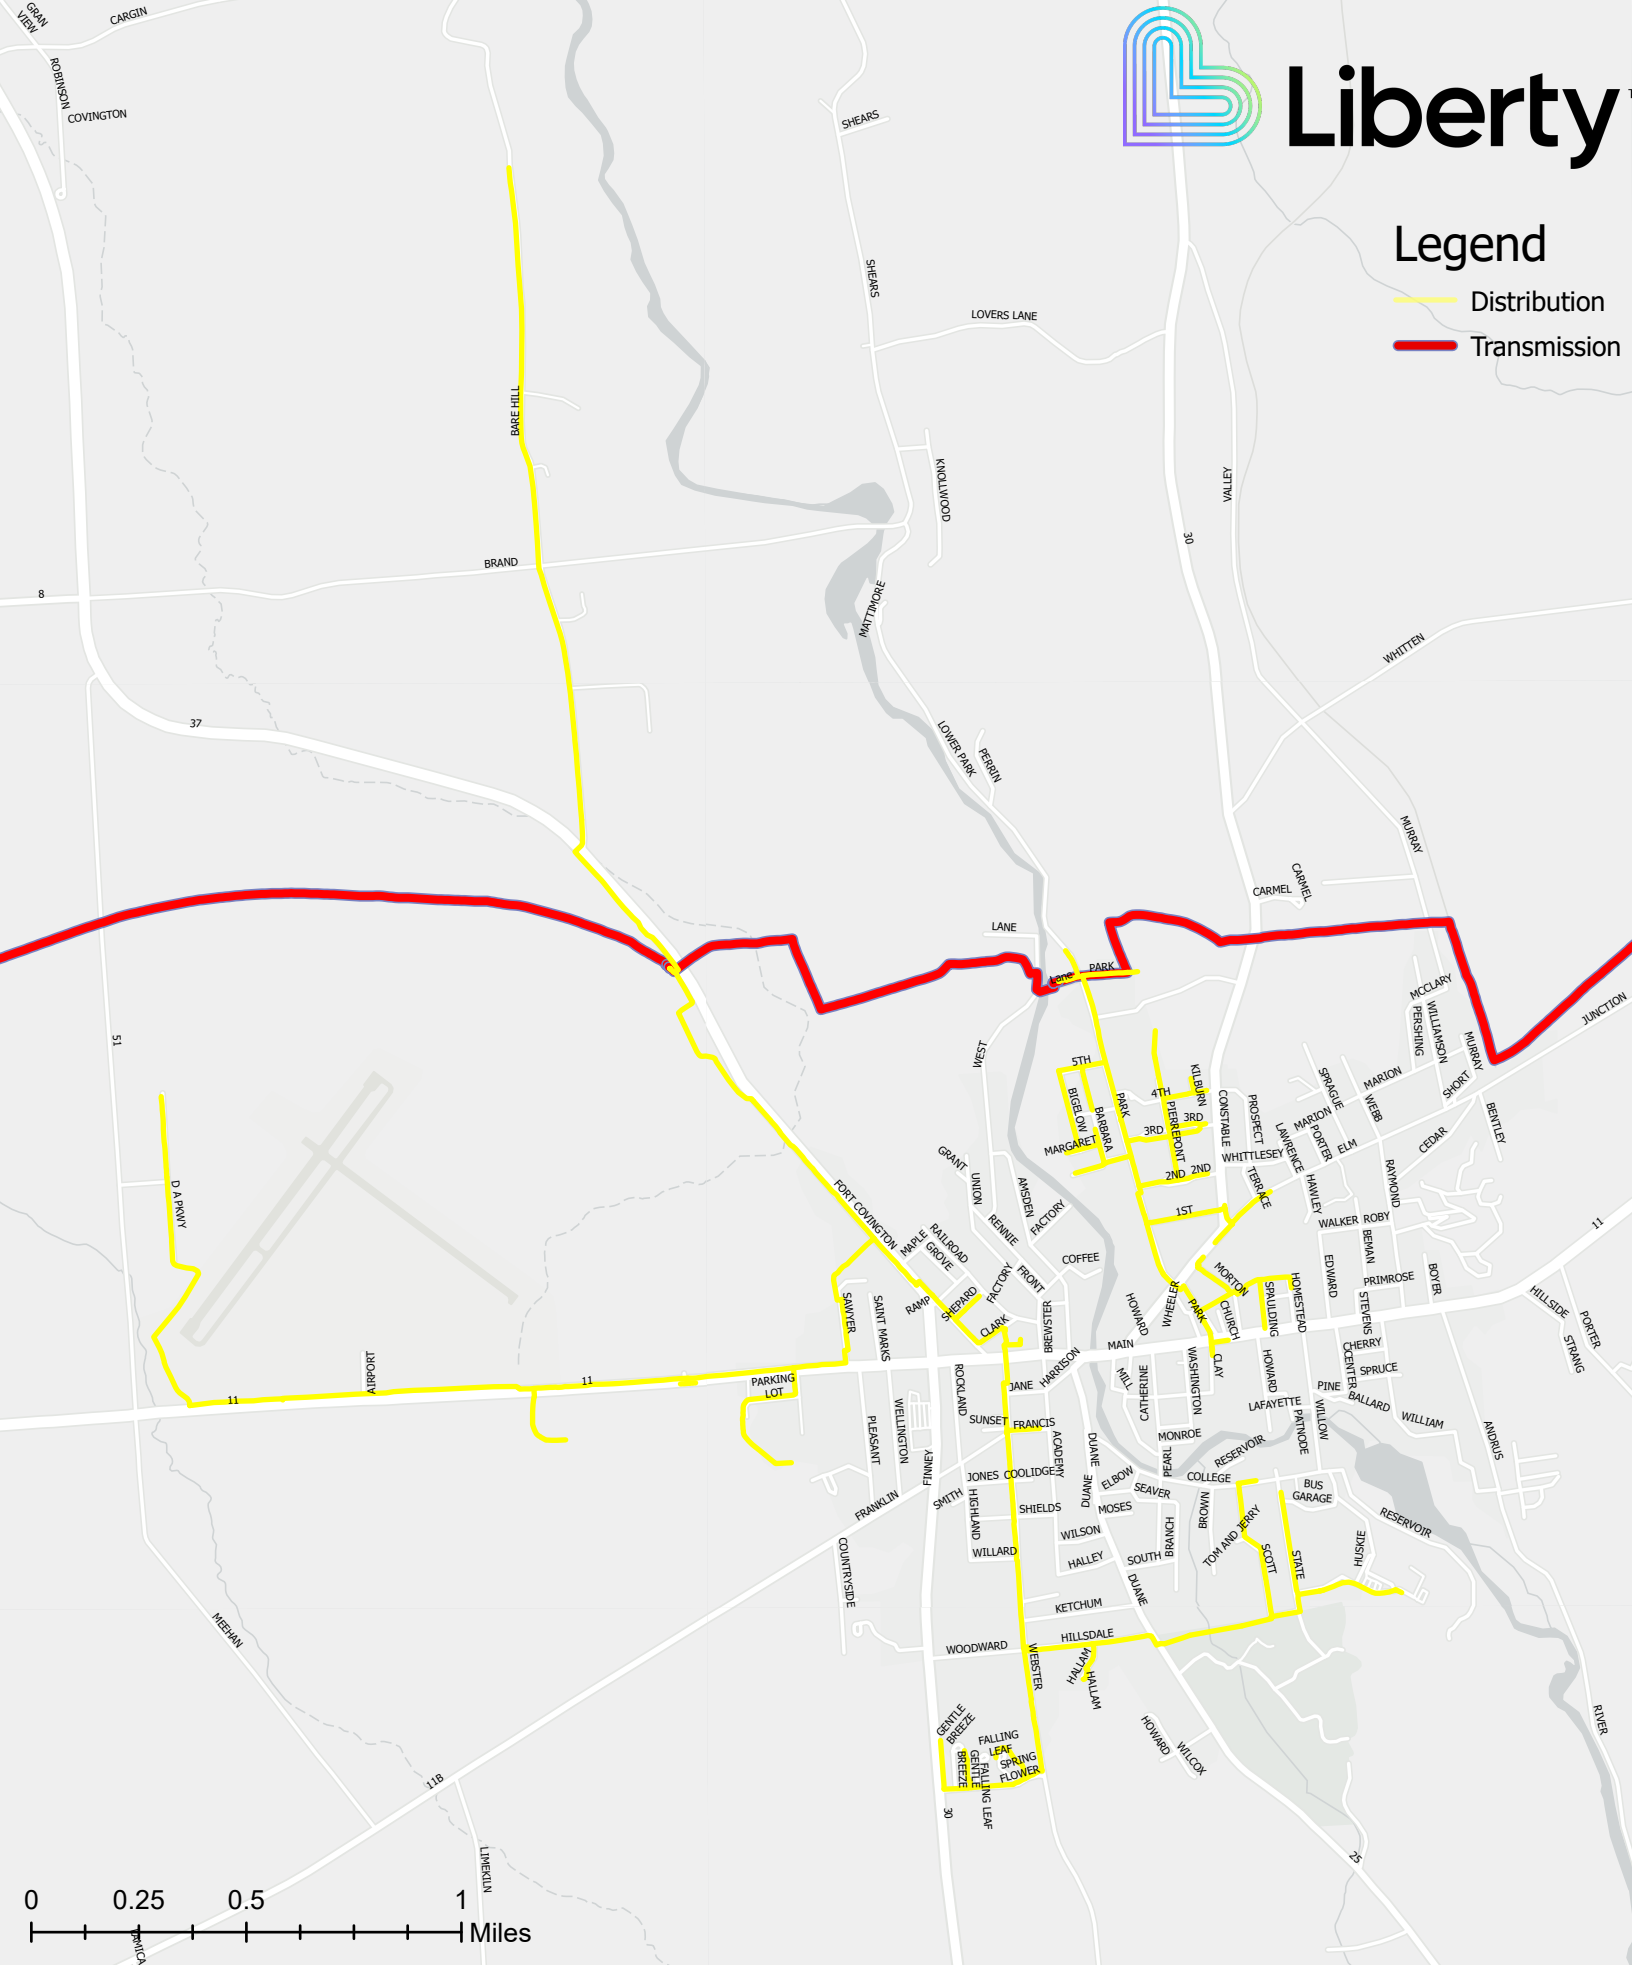 GRAN
VIEW
CARGIN
ROBINSON
COVINGTON
SHEARS
Liberty
Legend
Distribution
Transmission
SHEARS
LOVERS LANE
BARE HILL
KNOLLWOOD
VALLEY
30
BRAND
8
MATTIMORE
WHITTEN
37
LOWER PARK
PERRIN
MURRAY
CARMEL
CARMEL
LANE
Lane
PARK
MCCLARY
PERSHING
WILLIAMSON
JUNCTION
51
WEST
5TH
BIGELOW
BARBARA
MARGARET
PARK
4TH
KILBURN
PIERREPONT
3RD
3RD
CONSTABLE
PROSPECT
SPRAGUE
MARION
MURRAY
SHORT
WEBB
MARION
LAWRENCE
PORTER
ELM
CEDAR
BENTLEY
WHITTLESEY
2ND
2ND
TERRACE
HAWLEY
RAYMOND
GRANT
UNION
AMSDEN
FACTORY
RENNIE
D A PKWY
FORT COVINGTON
MAPLE
RAILROAD
GROVE
1ST
WALKER
ROBY
BEMAN
11
COFFEE
FRONT
FACTORY
EDWARD
BOYER
PRIMROSE
MORTON
SPAULDING
HOMESTEAD
STEVENS
HILLSIDE
PORTER
STRANG
SAWYER
SAINT MARKS
RAMP
SHEPARD
CLARK
BREWSTER
HOWARD
WHEELER
PARK
CHURCH
MAIN
CHERRY
CENTER
SPRUCE
AIRPORT
11
11
PARKING
LOT
ROCKLAND
JANE
HARRISON
MILL
CATHERINE
WASHINGTON
CLAY
HOWARD
PINE
BALLARD
WILLIAM
LAFAYETTE
PATNODE
WILLOW
ANDRUS
PLEASANT
WELLINGTON
SUNSET
FRANCIS
ACADEMY
DUANE
MONROE
PEARL
RESERVOIR
FINNEY
JONES
COOLIDGE
DUANE
ELBOW
SEAVER
COLLEGE
BUS
GARAGE
RESERVOIR
FRANKLIN
SMITH
HIGHLAND
SHIELDS
MOSES
BROWN
TOM AND JERRY
WILSON
BRANCH
SCOTT
STATE
HUSKIE
COUNTRYSIDE
WILLARD
HALLEY
SOUTH
DUANE
KETCHUM
MEEHAN
WOODWARD
HILLSDALE
WEBSTER
HALLAM
HALLAM
RIVER
GENTLE
BREEZE
FALLING
LEAF
SPRING
FLOWER
BREEZE
GENTLE
FALLING LEAF
HOWARD
WILCOX
11B
30
25
LIMEKILN
0
0.25
0.5
1
Miles